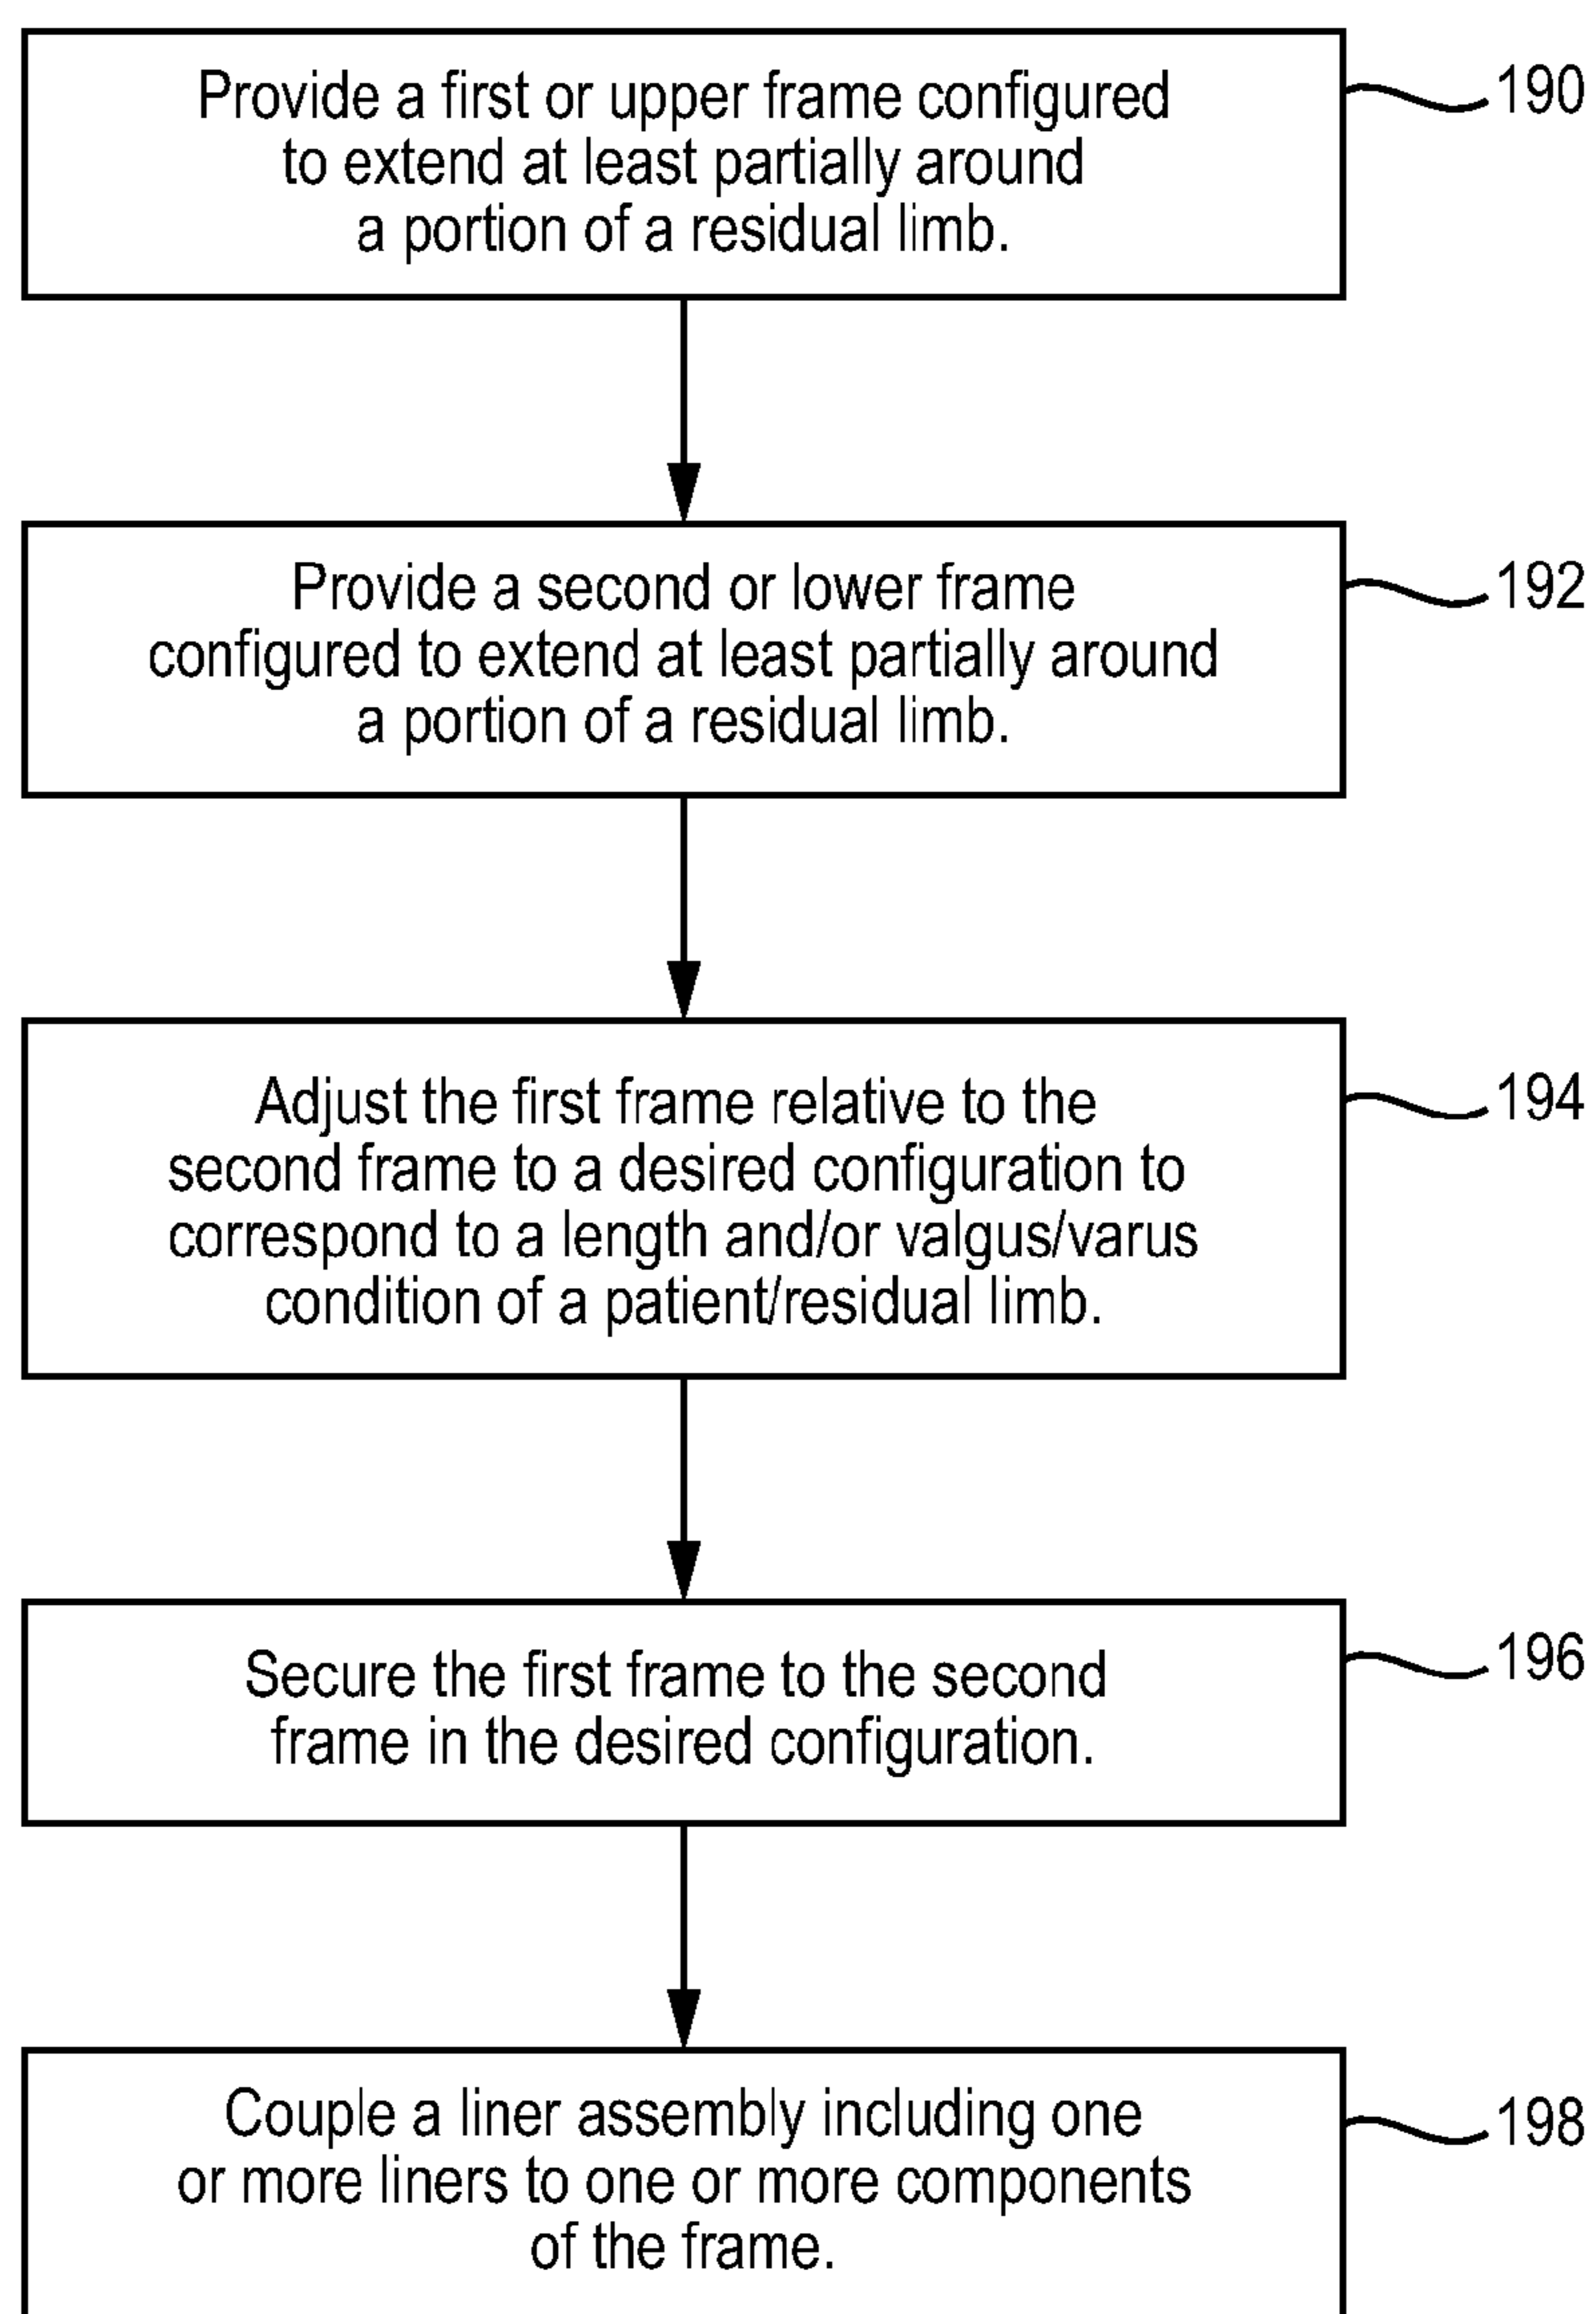 Provide a first or upper frame configured
to extend at least partially around
a portion of a residual limb.
190
Provide a second or lower frame
configured to extend at least partially around
a portion of a residual limb.
192
Adjust the first frame relative to the
second frame to a desired configuration to
correspond to a length and/or valgus/varus
condition of a patient/residual limb.
194
Secure the first frame to the second
frame in the desired configuration.
196
Couple a liner assembly including one
or more liners to one or more components
of the frame.
198